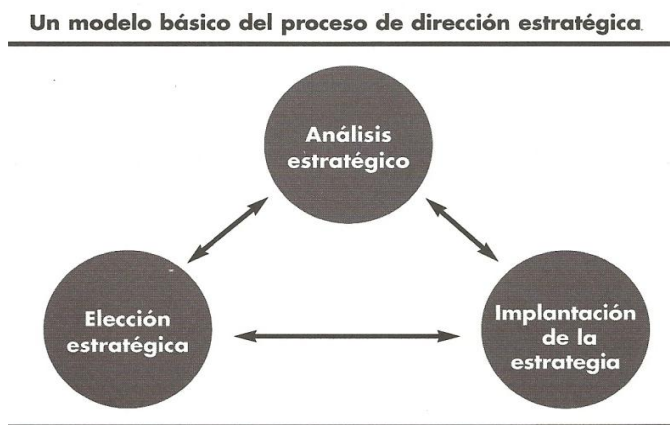 Un modelo básico del proceso de dirección estratégica.
Análisis
estratégico
Elección
estratégica
Implantación
de la
estrategia